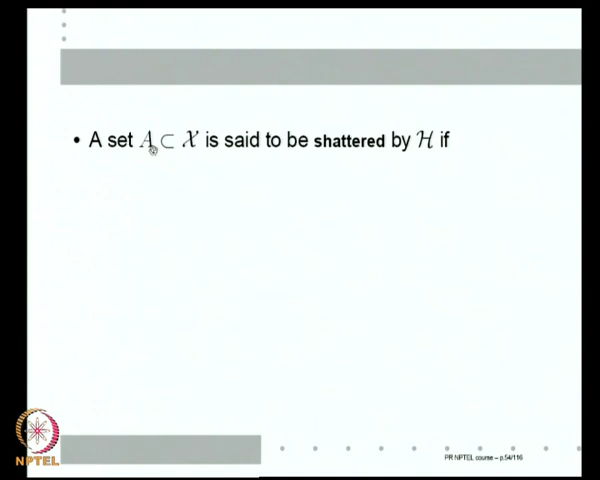 • A set A ⊂ 𝒳 is said to be shattered by ℋ if
PR NPTEL course – p.54/116
NPTEL